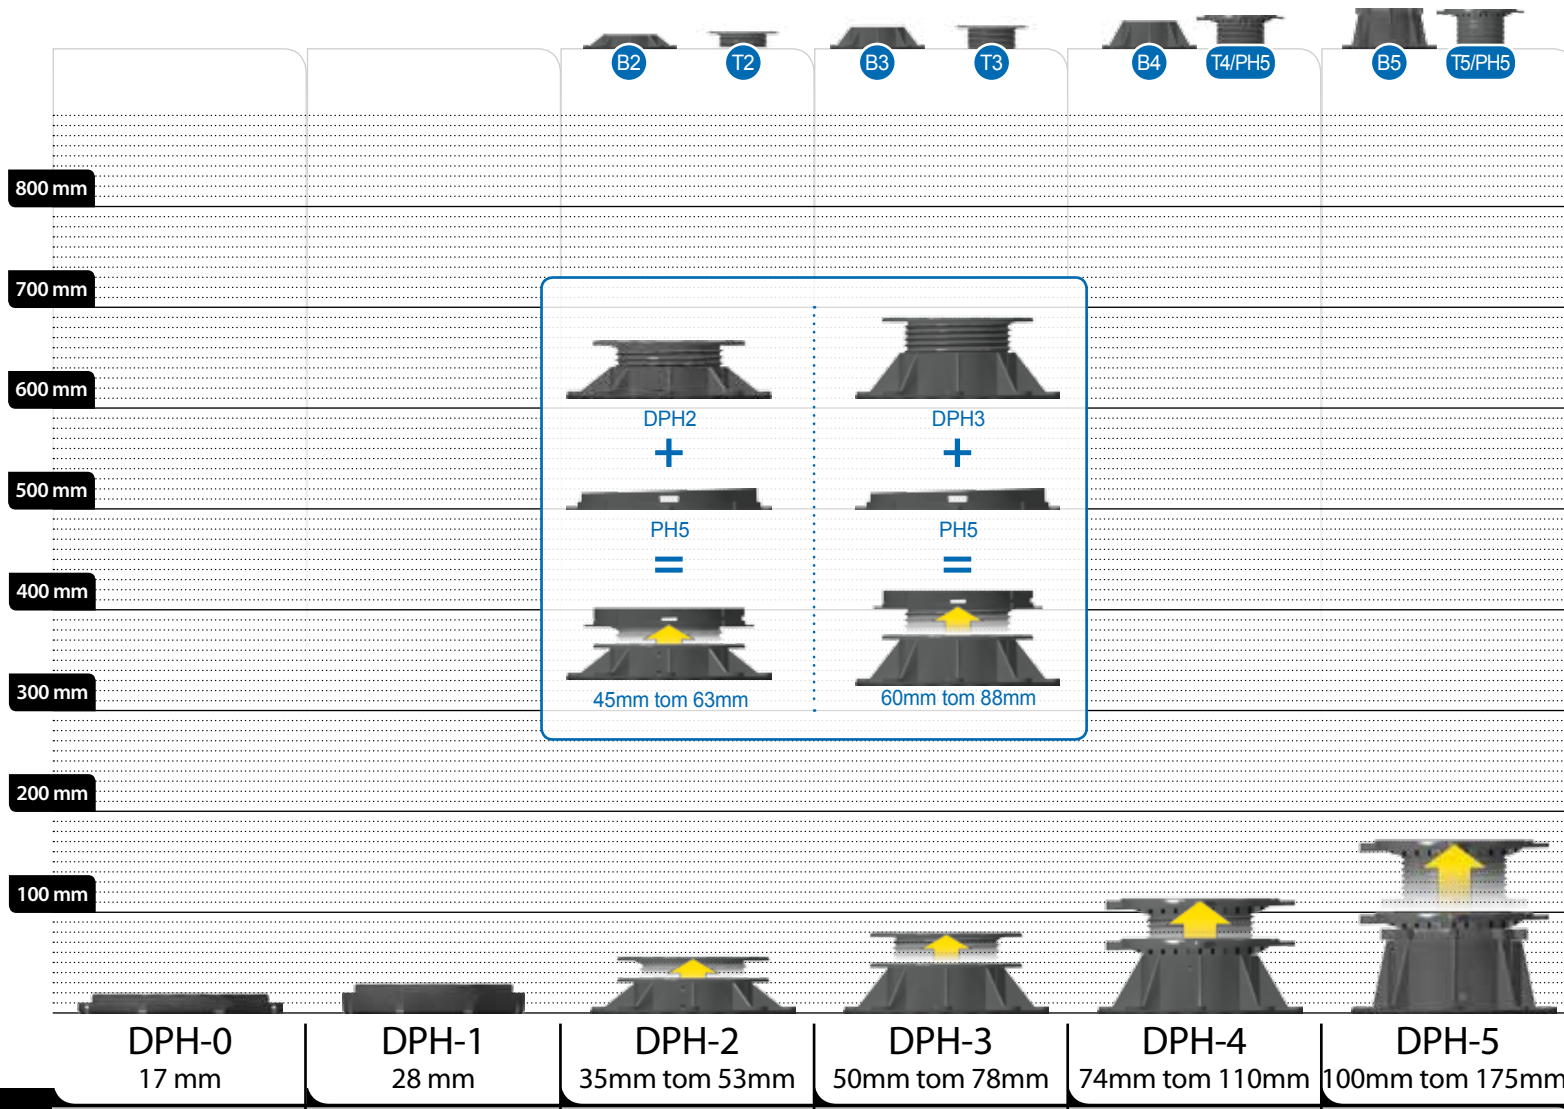 B2
T2
B3
T3
B4
T4/PH5
B5
T5/PH5
800 mm
700 mm
600 mm
500 mm
400 mm
300 mm
200 mm
100 mm
DPH2
+
PH5
=
45mm tom 63mm
DPH3
+
PH5
=
60mm tom 88mm
DPH-0
17 mm
DPH-1
28 mm
DPH-2
35mm tom 53mm
DPH-3
50mm tom 78mm
DPH-4
74mm tom 110mm
DPH-5
100mm tom 175mm